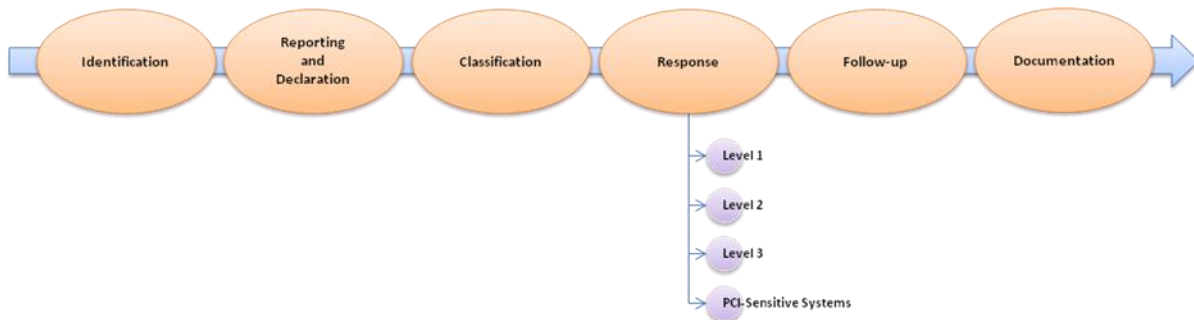 Identification
Reporting
and
Declaration
Classification
Response
Follow-up
Documentation
Level 1
Level 2
Level 3
PCI-Sensitive Systems